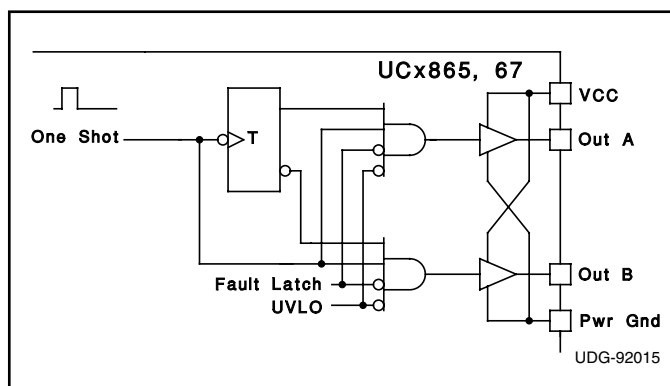 UCx865, 67
VCC
One Shot
T
Out A
Fault Latch
UVLO
Out B
Pwr Gnd
UDG-92015